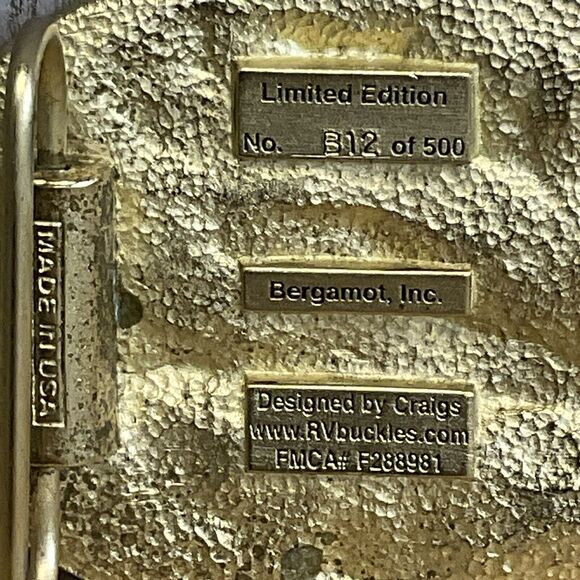 Limited Edition
No. 312 of 500
MADE IN USA
Bergamot, Inc.
Designed by Craigs
www.RVbuckles.com
FMCA# F288981